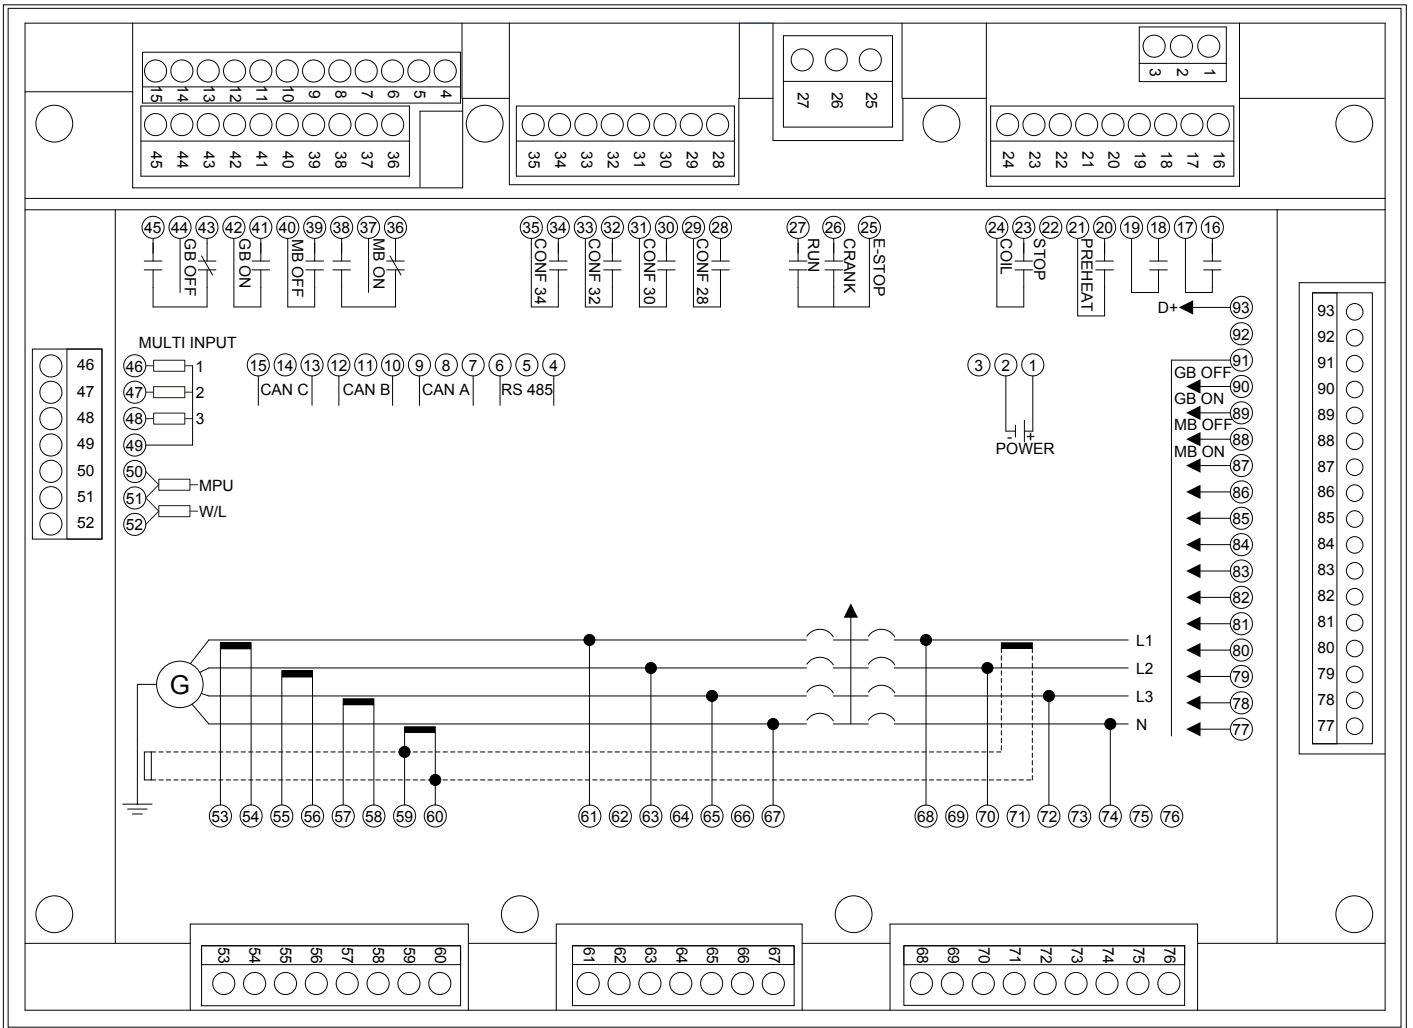 15 14 13 12 11 10 9 8 7 6 5 4
45 44 43 42 41 40 39 38 37 36
35 34 33 32 31 30 29 28
27 26 25
3 2 1
24 23 22 21 20 19 18 17 16
45 44 43 42 41 40 39 38 37 36
GB OFF
GB ON
MB OFF
MB ON
35 34 33 32 31 30 29 28
CONF 34
CONF 32
CONF 30
CONF 28
27 26 25
RUN
CRANK
E-STOP
24 23 22 21 20 19 18 17 16
COIL
STOP
PREHEAT
D+ 93
92
91
GB OFF
90
GB ON
89
MB OFF
88
MB ON
87
86
85
84
83
82
81
80
79
78
77
93
92
91
90
89
88
87
86
85
84
83
82
81
80
79
78
77
46
47
48
49
50
51
52
MULTI INPUT
46 1
47 2
48 3
49
50
MPU
51
W/L
52
15 14 13 12 11 10 9 8 7 6 5 4
CAN C CAN B CAN A RS 485
3 2 1
- +
POWER
G
L1
L2
L3
N
53 54 55 56 57 58 59 60
61 62 63 64 65 66 67
68 69 70 71 72 73 74 75 76
53 54 55 56 57 58 59 60
61 62 63 64 65 66 67
68 69 70 71 72 73 74 75 76